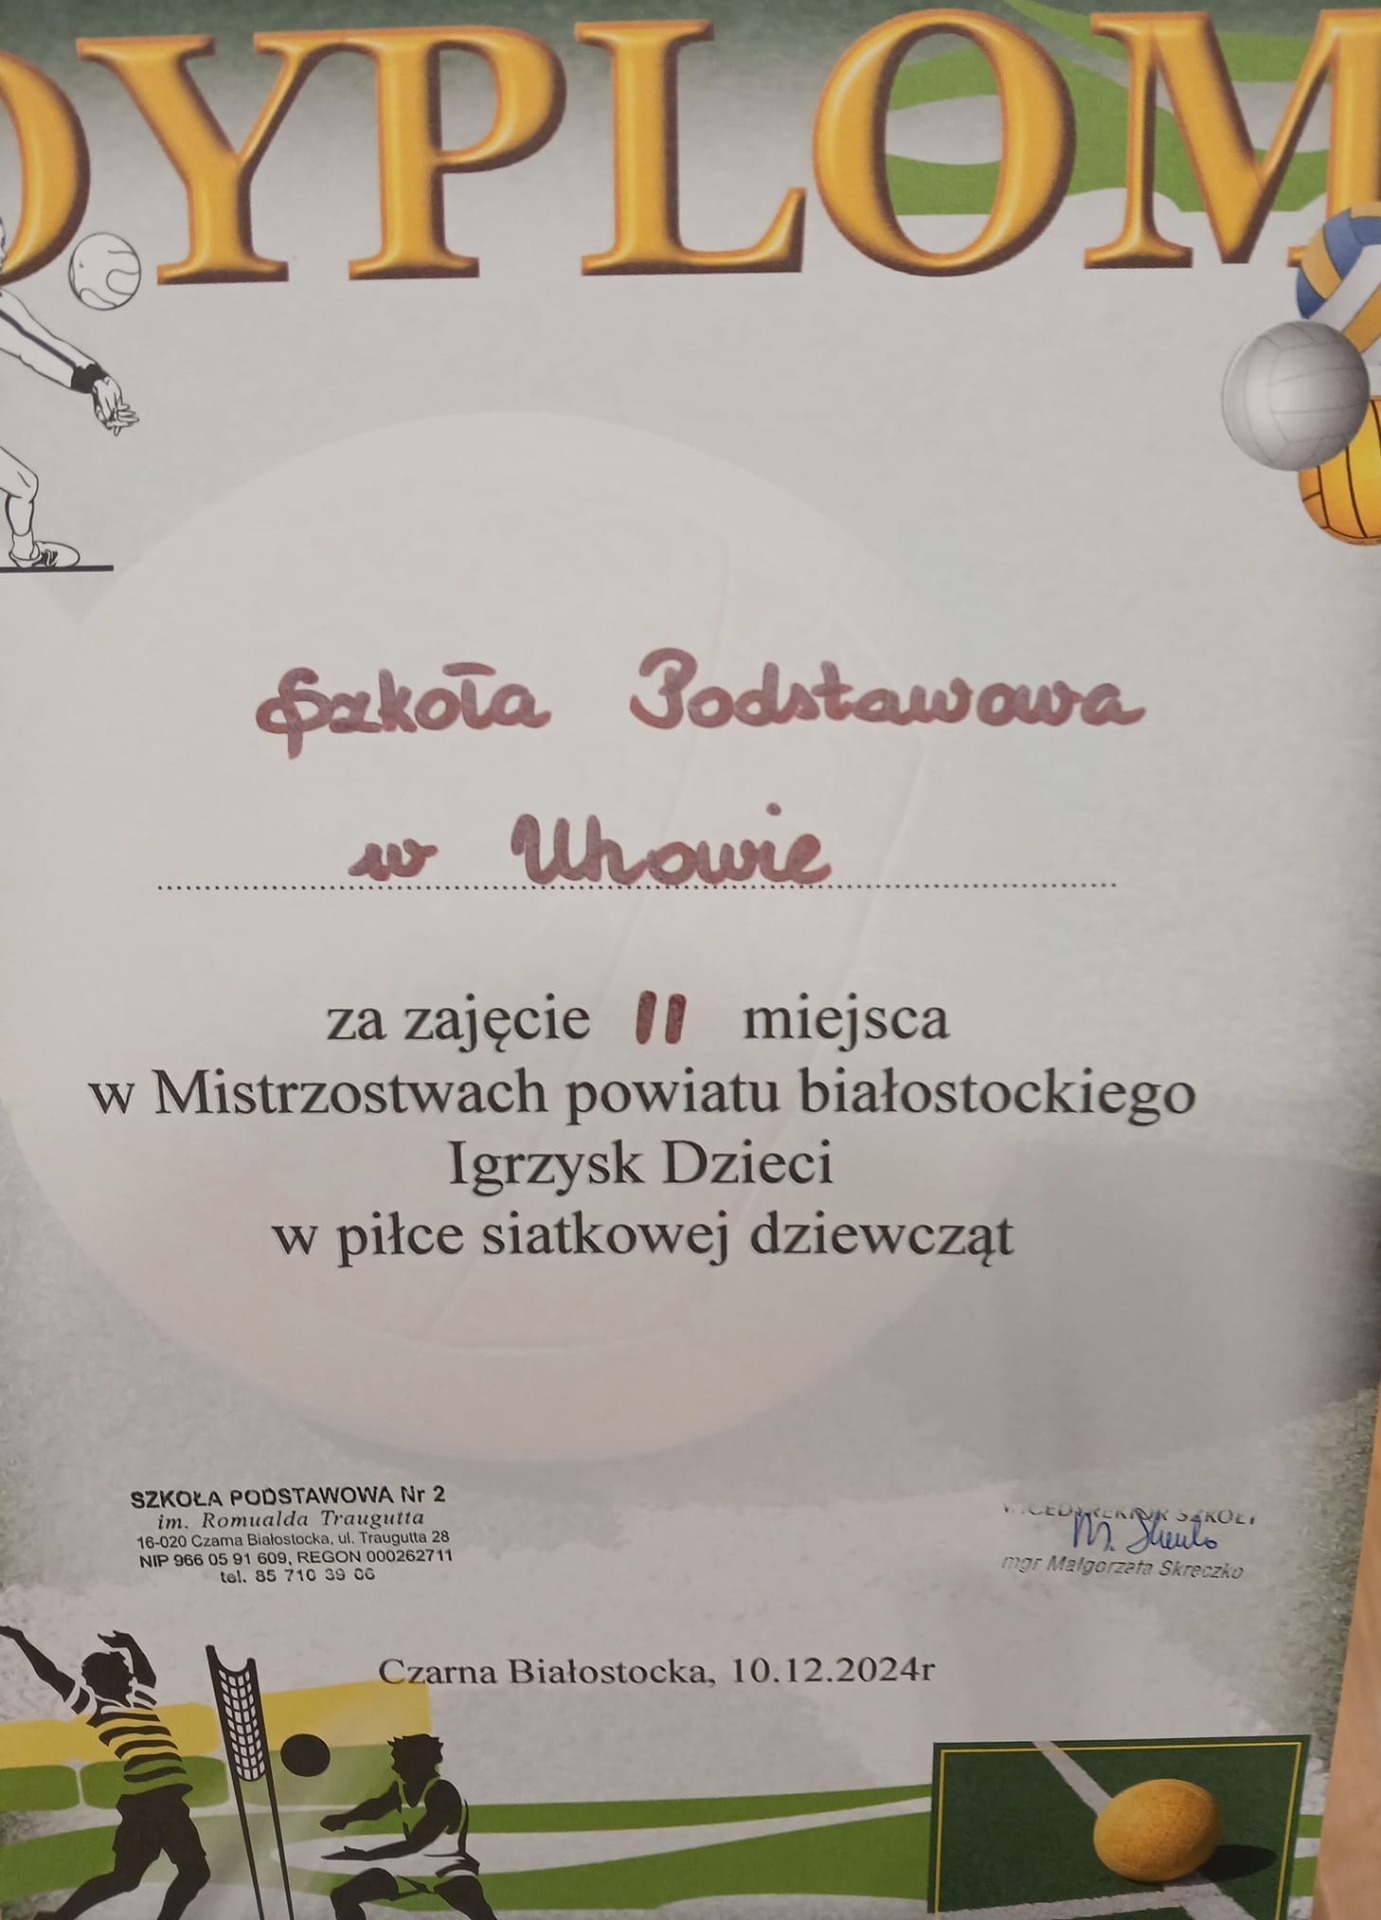 DYPLOM
Szkoła Podstawowa
w Uhowie
za zajęcie II miejsca
w Mistrzostwach powiatu białostockiego
Igrzysk Dzieci
w piłce siatkowej dziewcząt
SZKOŁA PODSTAWOWA Nr 2
im. Romualda Traugutta
16-020 Czarna Białostocka, ul. Traugutta 28
NIP 966 05 91 609, REGON 000262711
tel. 85 710 39 06
WICEDYREKTOR SZKOŁY
mgr Małgorzata Skreczko
Czarna Białostocka, 10.12.2024r